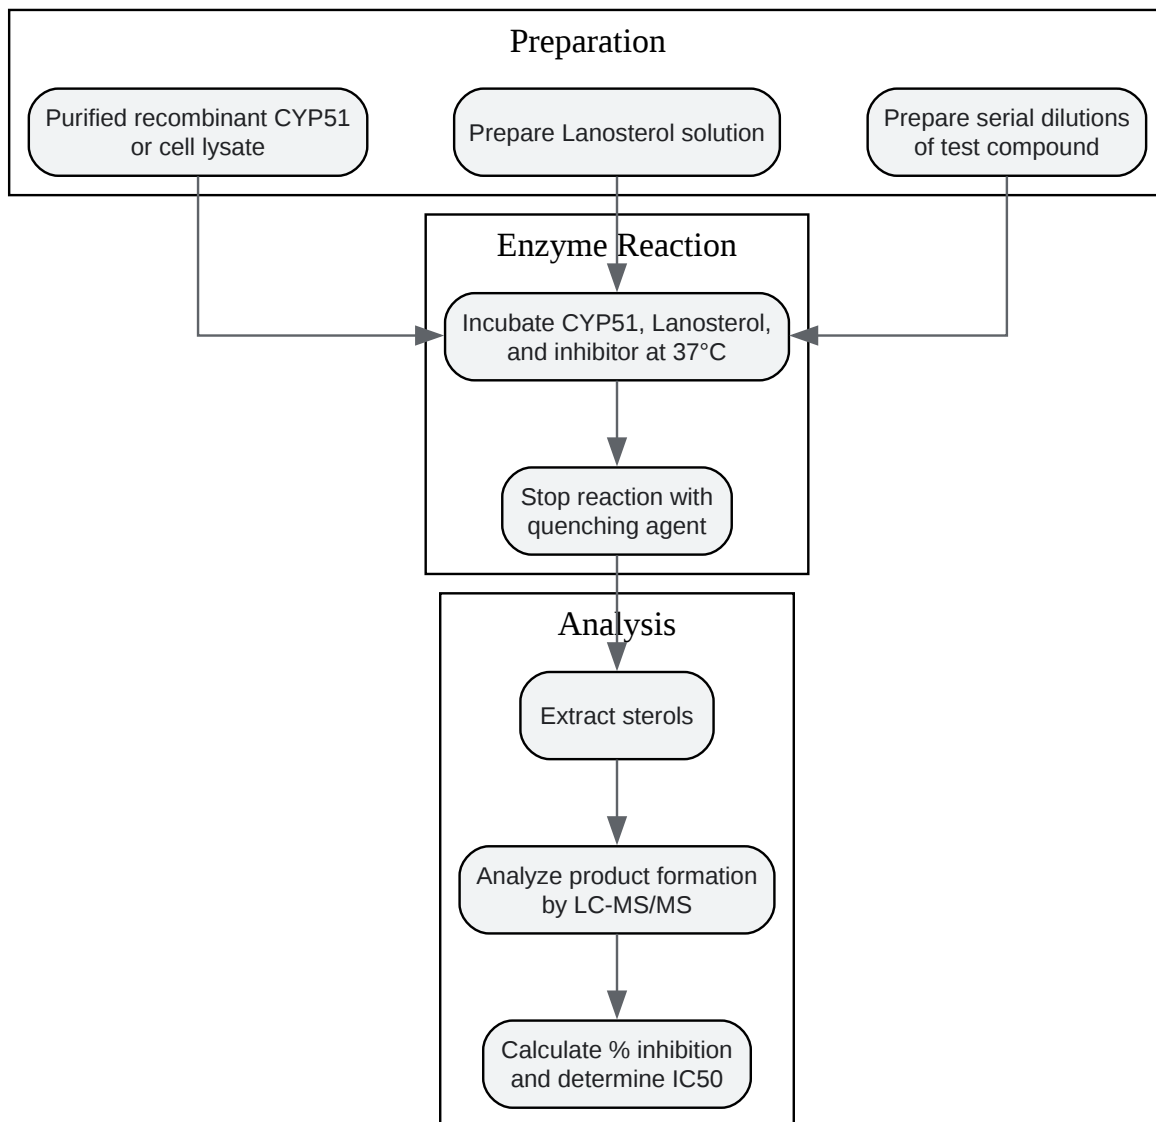 Preparation
Purified recombinant CYP51
or cell lysate
Prepare Lanosterol solution
Prepare serial dilutions
of test compound
Enzyme Reaction
Incubate CYP51, Lanosterol,
and inhibitor at 37°C
Stop reaction with
quenching agent
Analysis
Extract sterols
Analyze product formation
by LC-MS/MS
Calculate % inhibition
and determine IC50